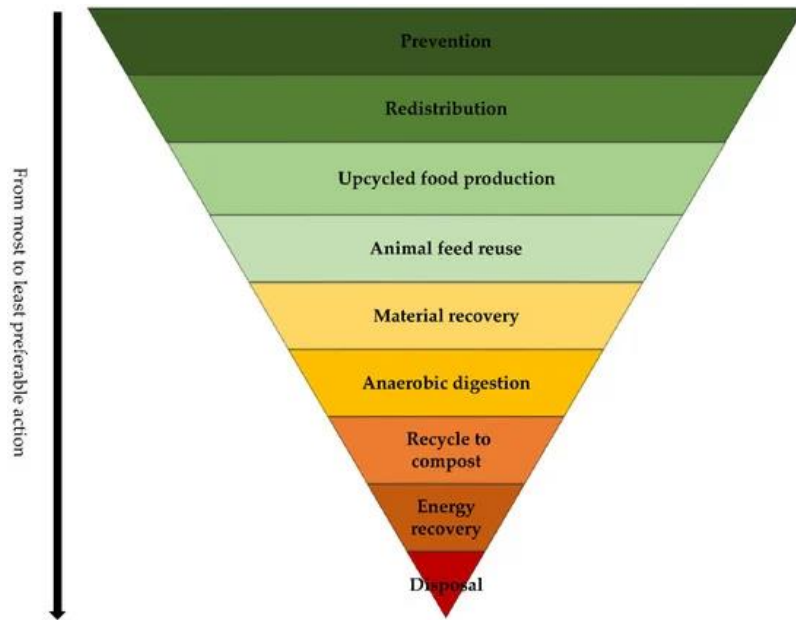 Prevention
Redistribution
Upcycled food production
Animal feed reuse
Material recovery
Anaerobic digestion
Recycle to
compost
Energy
recovery
Disposal
From most to least preferable action